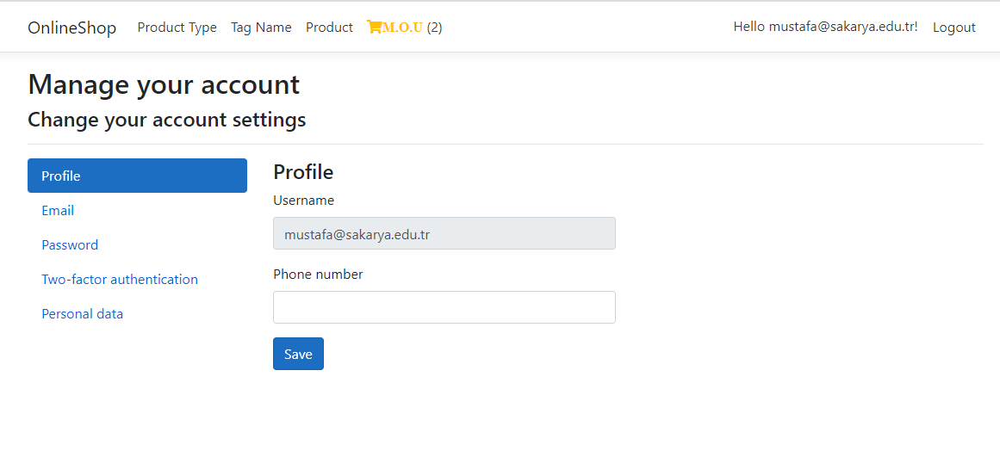 OnlineShop Product Type Tag Name Product M.O.U (2) Hello mustafa@sakarya.edu.tr! Logout
Manage your account
Change your account settings
Profile
Email
Password
Two-factor authentication
Personal data
Profile
Username
mustafa@sakarya.edu.tr
Phone number
Save